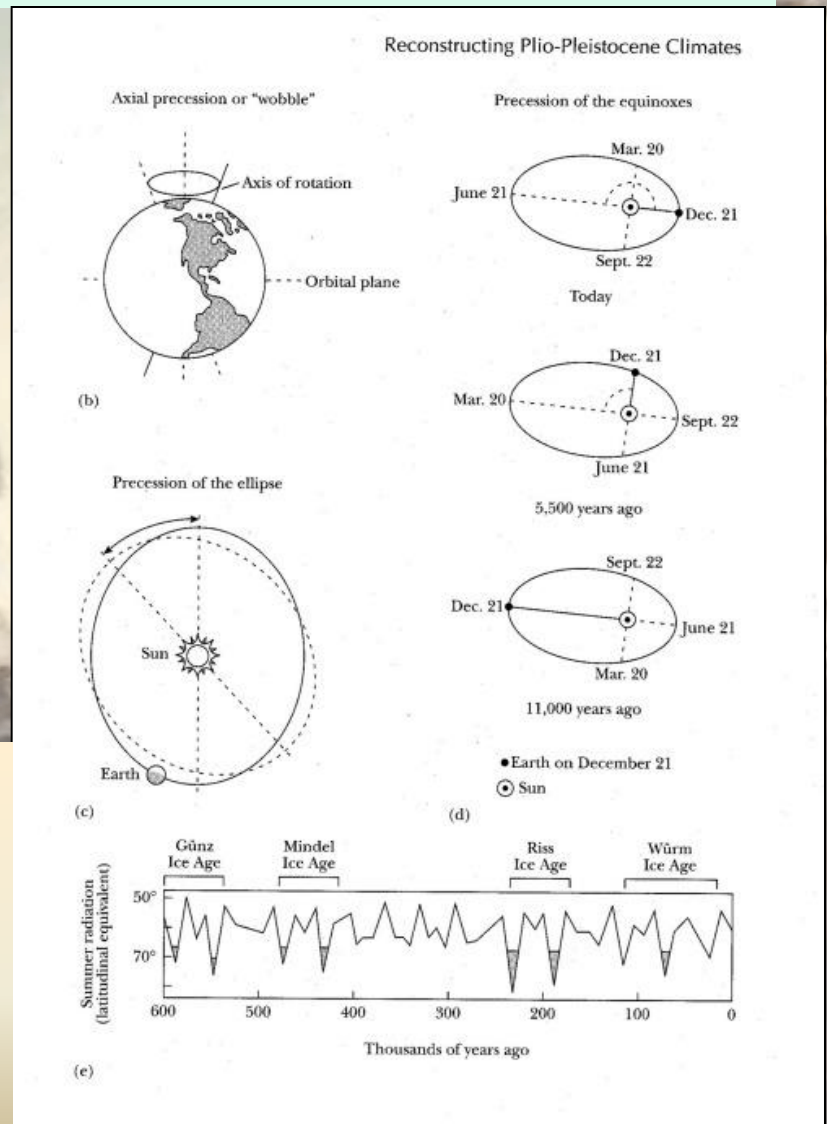 Reconstructing Plio-Pleistocene Climates
Axial precession or "wobble"
Axis of rotation
Orbital plane
(b)
Precession of the ellipse
Sun
Earth
(c)
Precession of the equinoxes
Mar. 20
June 21
Dec. 21
Sept. 22
Today
Dec. 21
Mar. 20
Sept. 22
June 21
5,500 years ago
Sept. 22
Dec. 21
June 21
Mar. 20
11,000 years ago
Earth on December 21
Sun
(d)
Günz
Ice Age
Mindel
Ice Age
Riss
Ice Age
Würm
Ice Age
Summer radiation
(latitudinal equivalent)
50°
70°
600
500
400
300
200
100
0
Thousands of years ago
(e)